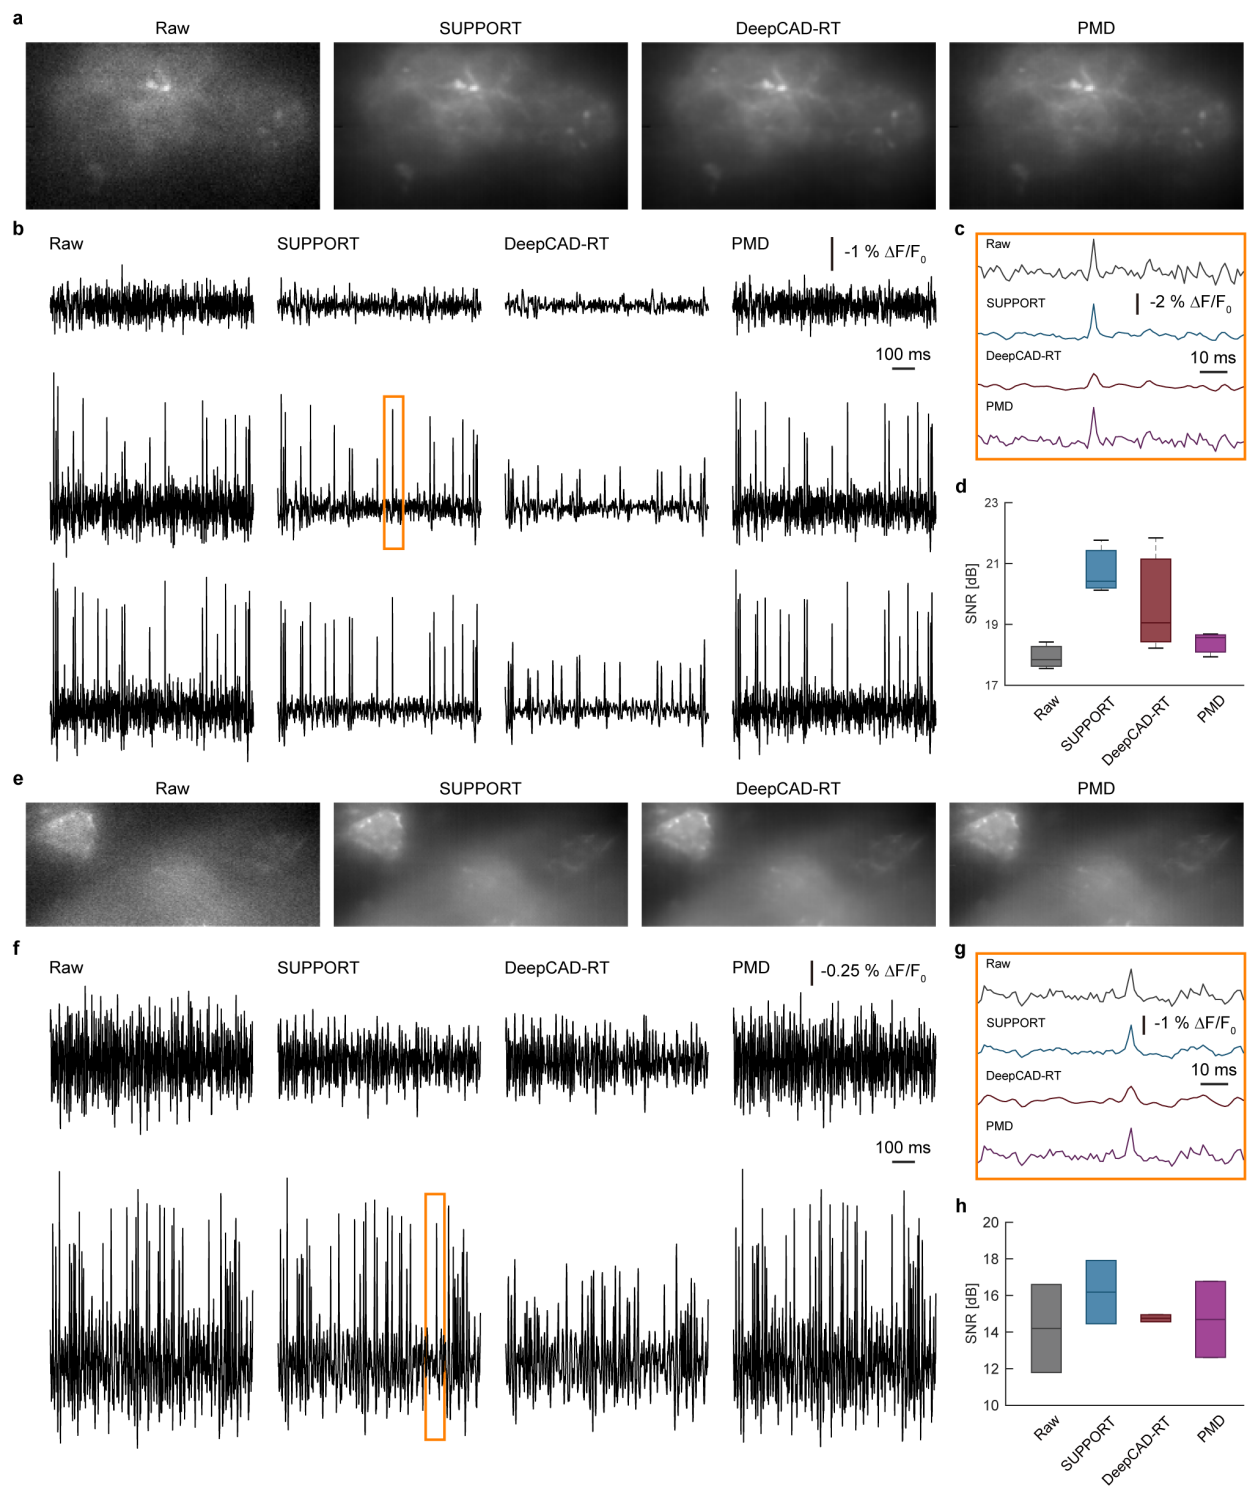 a
Raw SUPPORT DeepCAD-RT PMD
b
Raw SUPPORT DeepCAD-RT PMD -1 % ΔF/F0
100 ms
c
Raw
SUPPORT
-2 % ΔF/F0
DeepCAD-RT
10 ms
PMD
d
23
21
19
17
SNR [dB]
Raw SUPPORT DeepCAD-RT PMD
e
Raw SUPPORT DeepCAD-RT PMD
f
Raw SUPPORT DeepCAD-RT PMD -0.25 % ΔF/F0
100 ms
g
Raw
SUPPORT
-1 % ΔF/F0
DeepCAD-RT
10 ms
PMD
h
20
18
16
14
12
10
SNR [dB]
Raw SUPPORT DeepCAD-RT PMD